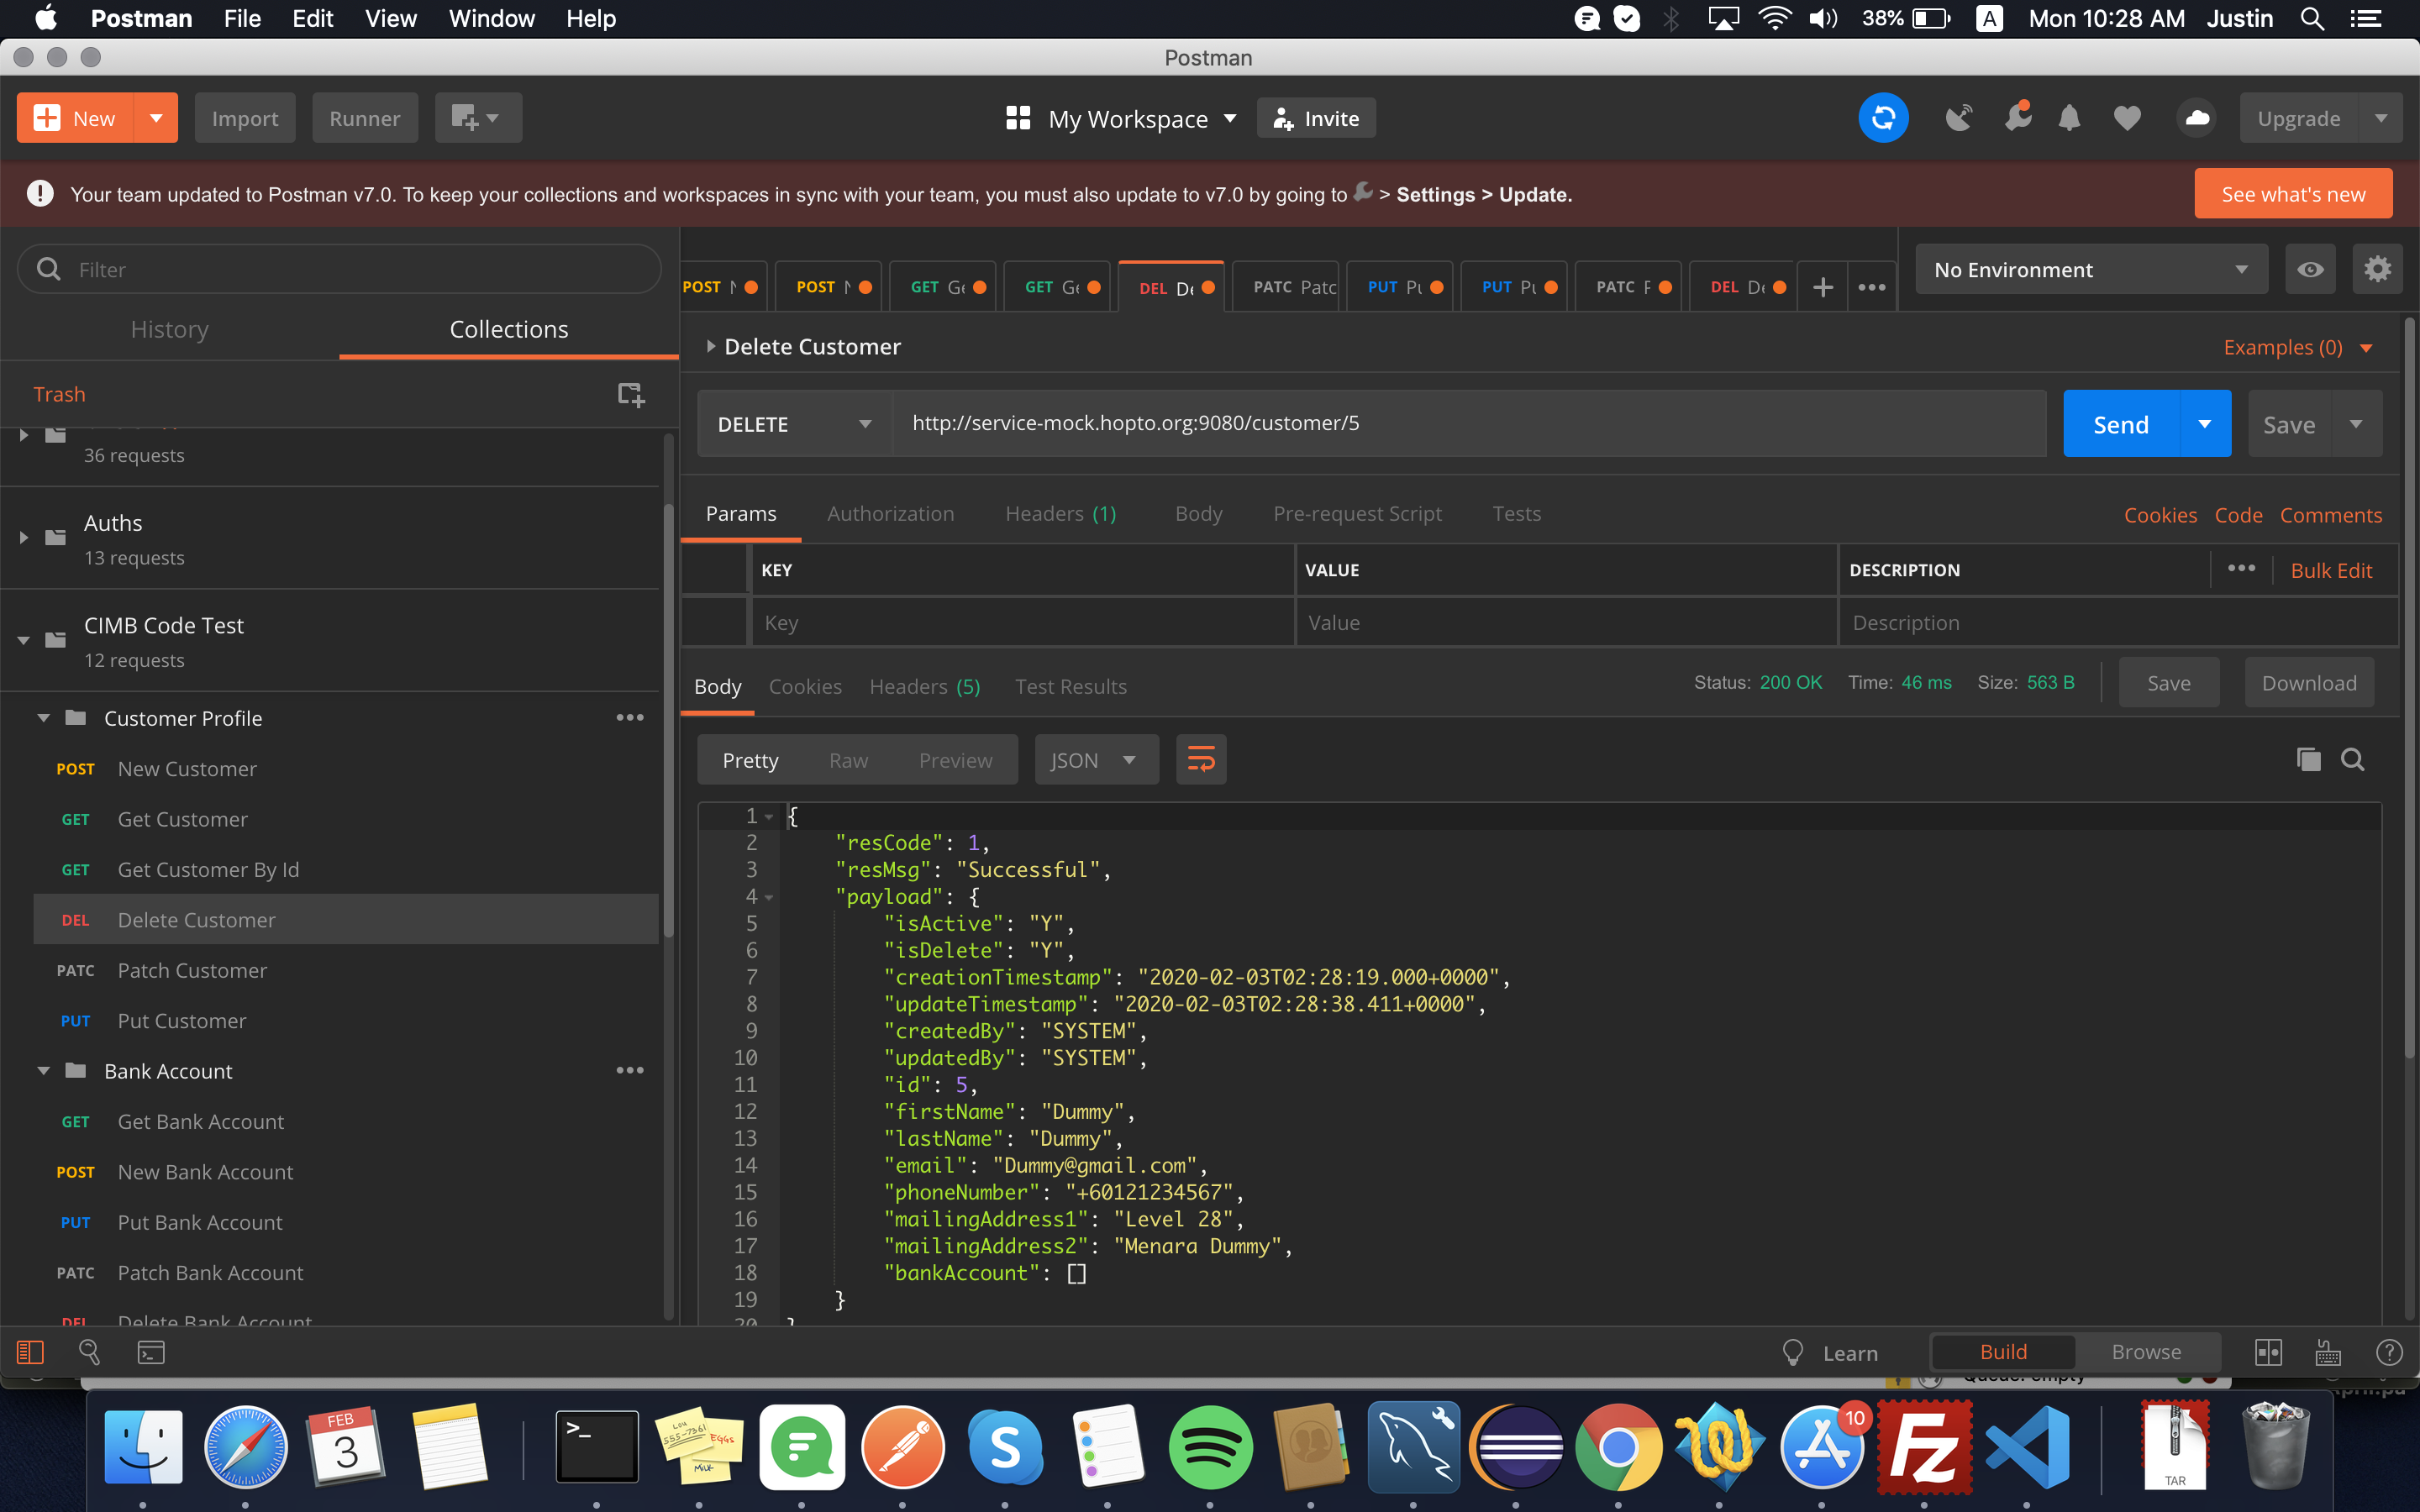 Postman File Edit View Window Help 38% A Mon 10:28 AM Justin
Postman
New Import Runner My Workspace Invite Upgrade
Your team updated to Postman v7.0. To keep your collections and workspaces in sync with your team, you must also update to v7.0 by going to > Settings > Update. See what's new
Filter
History Collections
Trash
36 requests
Auths
13 requests
CIMB Code Test
12 requests
Customer Profile
POST New Customer
GET Get Customer
GET Get Customer By Id
DEL Delete Customer
PATC Patch Customer
PUT Put Customer
Bank Account
GET Get Bank Account
POST New Bank Account
PUT Put Bank Account
PATC Patch Bank Account
DEL Delete Bank Account
POST POST GET Ge GET Ge DEL De PATC Patc PUT Pu PUT Pu PATC P DEL De
No Environment
Delete Customer Examples (0)
DELETE http://service-mock.hopto.org:9080/customer/5 Send Save
Params Authorization Headers (1) Body Pre-request Script Tests Cookies Code Comments
KEY VALUE DESCRIPTION Bulk Edit
Key Value Description
Body Cookies Headers (5) Test Results Status: 200 OK Time: 46 ms Size: 563 B Save Download
Pretty Raw Preview JSON
1 {
2 "resCode": 1,
3 "resMsg": "Successful",
4 "payload": {
5 "isActive": "Y",
6 "isDelete": "Y",
7 "creationTimestamp": "2020-02-03T02:28:19.000+0000",
8 "updateTimestamp": "2020-02-03T02:28:38.411+0000",
9 "createdBy": "SYSTEM",
10 "updatedBy": "SYSTEM",
11 "id": 5,
12 "firstName": "Dummy",
13 "lastName": "Dummy",
14 "email": "Dummy@gmail.com",
15 "phoneNumber": "+60121234567",
16 "mailingAddress1": "Level 28",
17 "mailingAddress2": "Menara Dummy",
18 "bankAccount": []
19 }
20 }
Learn Build Browse
Queue: empty
FEB
3
>_
EGGS
MILK
S
10
Fz
TAR